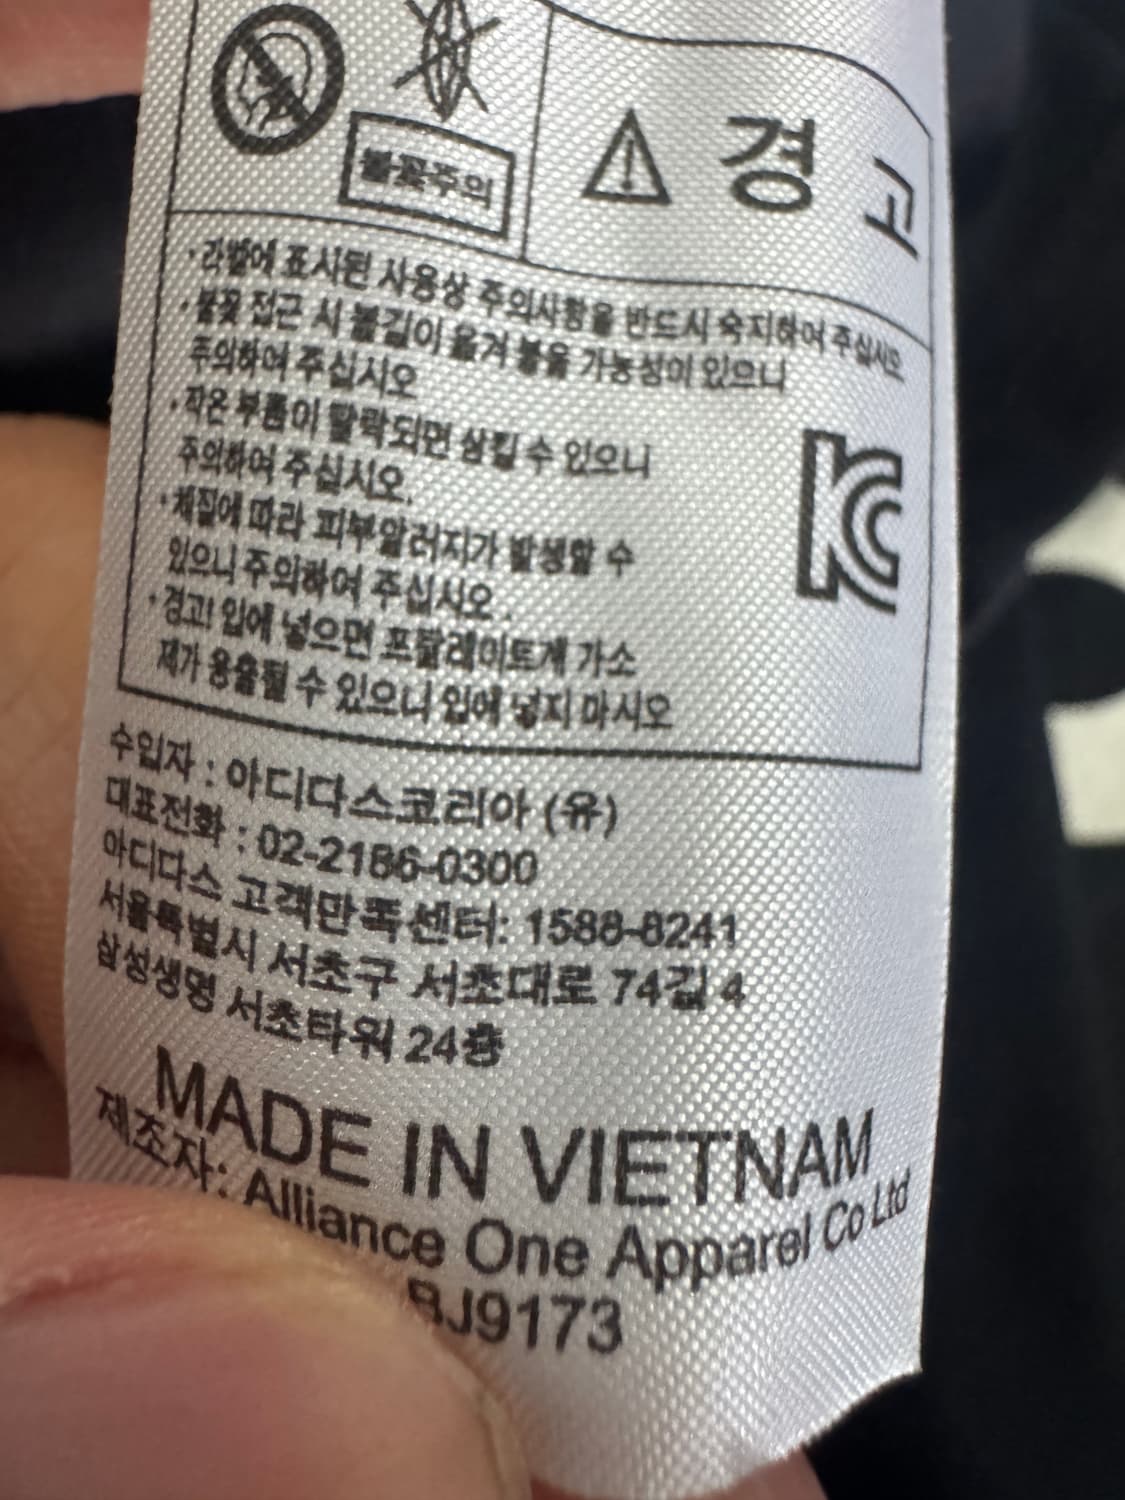 불꽃주의
경고
· 라벨에 표시된 사용상 주의사항을 반드시 숙지하여 주십시오
· 불꽃 접근 시 불길이 옮겨 붙을 가능성이 있으니
주의하여 주십시오
· 작은 부품이 탈락되면 삼킬 수 있으니
주의하여 주십시오.
· 체질에 따라 피부알러지가 발생할 수
있으니 주의하여 주십시오.
· 경고! 입에 넣으면 프탈레이트계 가소
제가 용출될 수 있으니 입에 넣지 마시오
수입자 : 아디다스코리아 (유)
대표전화 : 02-2186-0300
아디다스 고객만족센터: 1588-8241
서울특별시 서초구 서초대로 74길 4
삼성생명 서초타워 24층
MADE IN VIETNAM
제조자: Alliance One Apparel Co Ltd
BJ9173